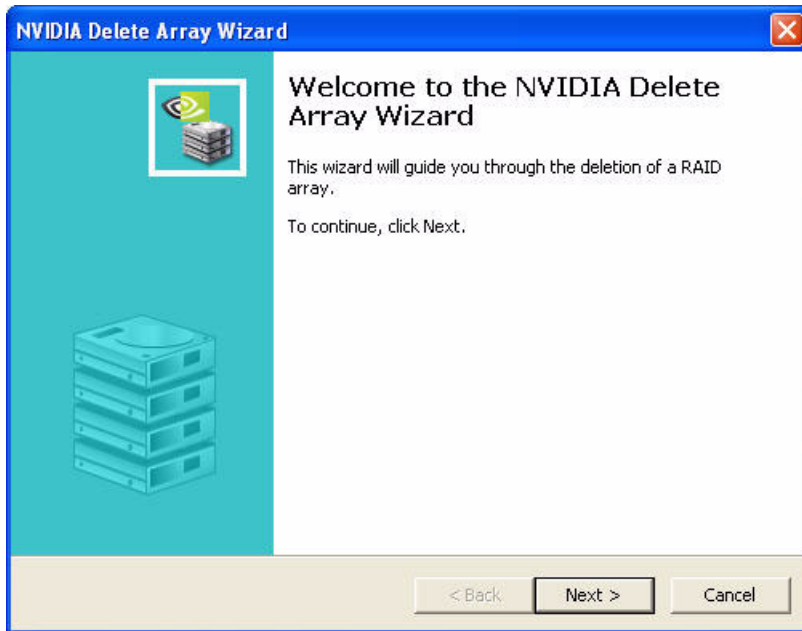 NVIDIA Delete Array Wizard
Welcome to the NVIDIA Delete
Array Wizard
This wizard will guide you through the deletion of a RAID
array.
To continue, click Next.
< Back
Next >
Cancel